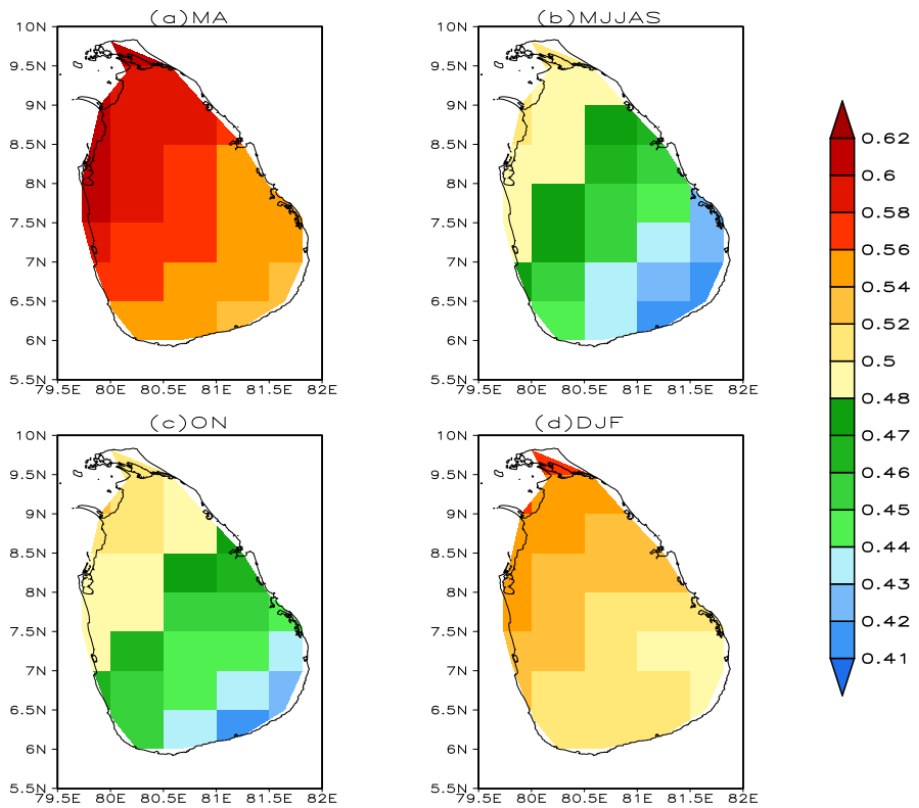 (a)MA
10N
9.5N
9N
8.5N
8N
7.5N
7N
6.5N
6N
5.5N
79.5E 80E 80.5E 81E 81.5E 82E
(b)MJJAS
10N
9.5N
9N
8.5N
8N
7.5N
7N
6.5N
6N
5.5N
79.5E 80E 80.5E 81E 81.5E 82E
(c)ON
10N
9.5N
9N
8.5N
8N
7.5N
7N
6.5N
6N
5.5N
79.5E 80E 80.5E 81E 81.5E 82E
(d)DJF
10N
9.5N
9N
8.5N
8N
7.5N
7N
6.5N
6N
5.5N
79.5E 80E 80.5E 81E 81.5E 82E
0.62
0.6
0.58
0.56
0.54
0.52
0.5
0.48
0.47
0.46
0.45
0.44
0.43
0.42
0.41